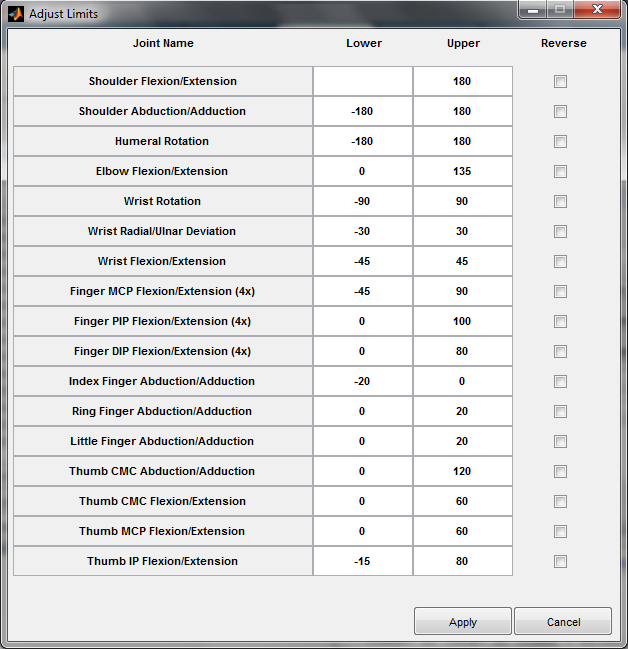 Adjust Limits
Joint Name Lower Upper Reverse
Shoulder Flexion/Extension 180
Shoulder Abduction/Adduction -180 180
Humeral Rotation -180 180
Elbow Flexion/Extension 0 135
Wrist Rotation -90 90
Wrist Radial/Ulnar Deviation -30 30
Wrist Flexion/Extension -45 45
Finger MCP Flexion/Extension (4x) -45 90
Finger PIP Flexion/Extension (4x) 0 100
Finger DIP Flexion/Extension (4x) 0 80
Index Finger Abduction/Adduction -20 0
Ring Finger Abduction/Adduction 0 20
Little Finger Abduction/Adduction 0 20
Thumb CMC Abduction/Adduction 0 120
Thumb CMC Flexion/Extension 0 60
Thumb MCP Flexion/Extension 0 60
Thumb IP Flexion/Extension -15 80
Apply Cancel